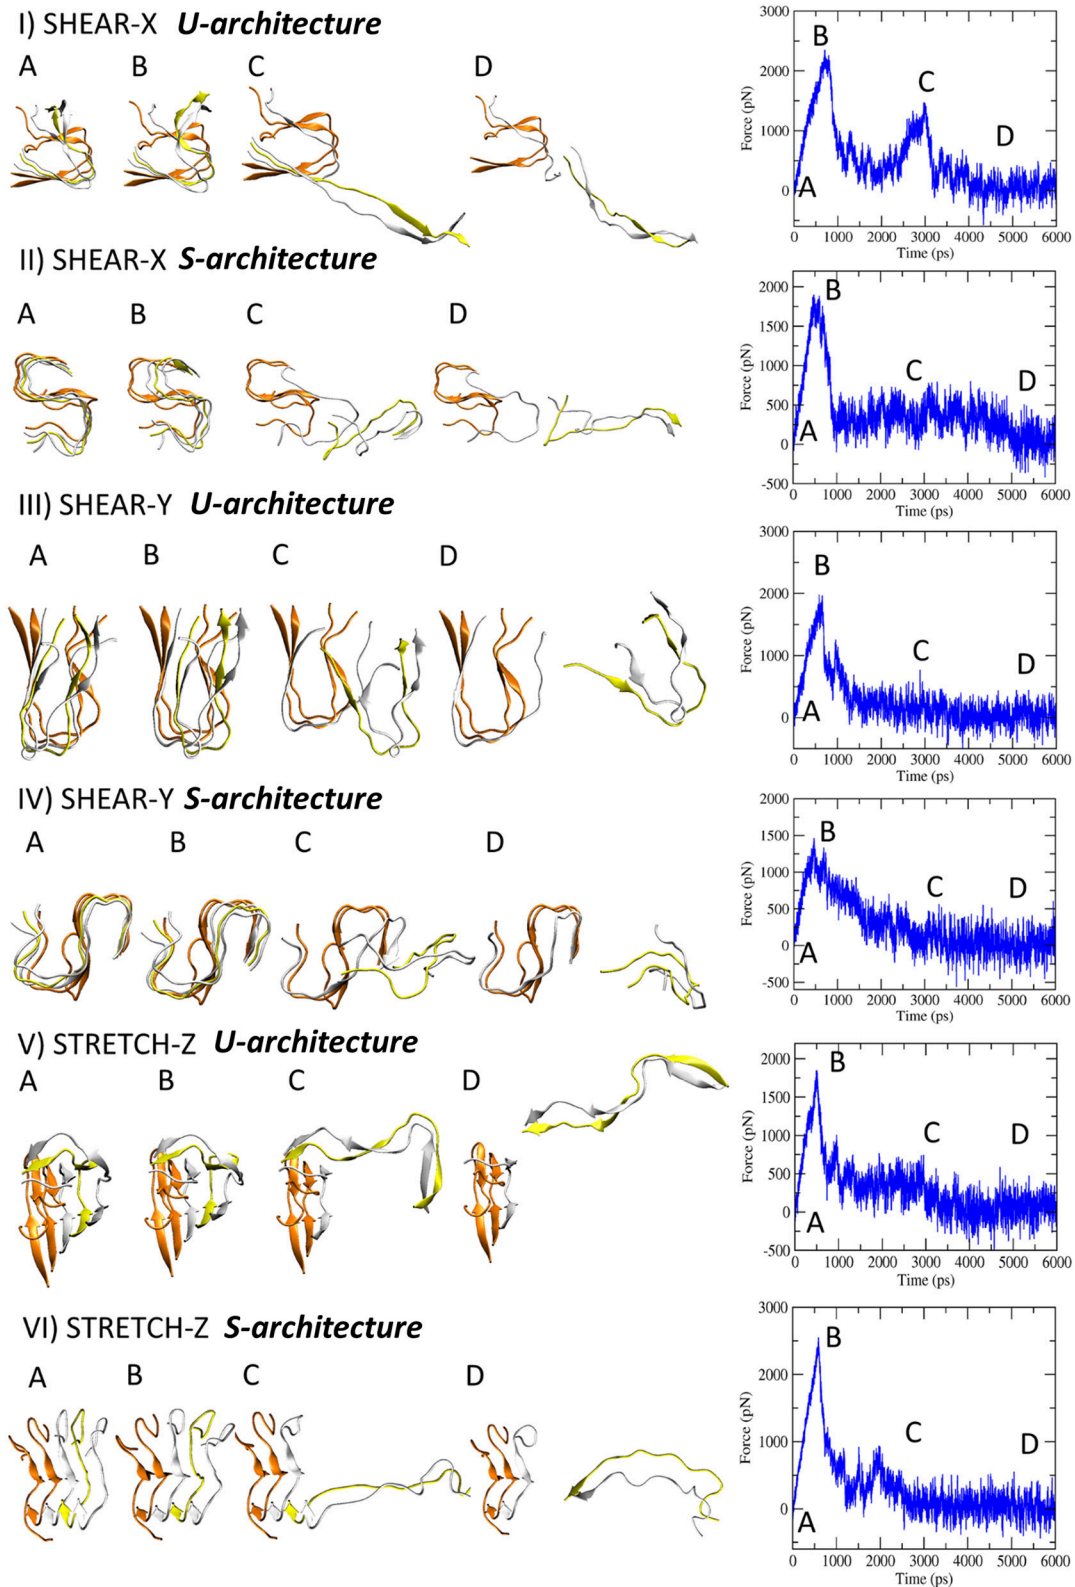 I) SHEAR-X U-architecture
A B C D
3000
2000
1000
0
Force (pN)
B
C
D
A
0 1000 2000 3000 4000 5000 6000
Time (ps)
II) SHEAR-X S-architecture
A B C D
2000
1500
1000
500
0
-500
Force (pN)
B
C
D
A
0 1000 2000 3000 4000 5000 6000
Time (ps)
III) SHEAR-Y U-architecture
A B C D
3000
2000
1000
0
Force (pN)
B
C
D
A
0 1000 2000 3000 4000 5000 6000
Time (ps)
IV) SHEAR-Y S-architecture
A B C D
2000
1500
1000
500
0
-500
Force (pN)
B
C
D
A
0 1000 2000 3000 4000 5000 6000
Time (ps)
V) STRETCH-Z U-architecture
A B C D
2000
1500
1000
500
0
-500
Force (pN)
B
C
D
A
0 1000 2000 3000 4000 5000 6000
Time (ps)
VI) STRETCH-Z S-architecture
A B C D
3000
2000
1000
0
Force (pN)
B
C
D
A
0 1000 2000 3000 4000 5000 6000
Time (ps)